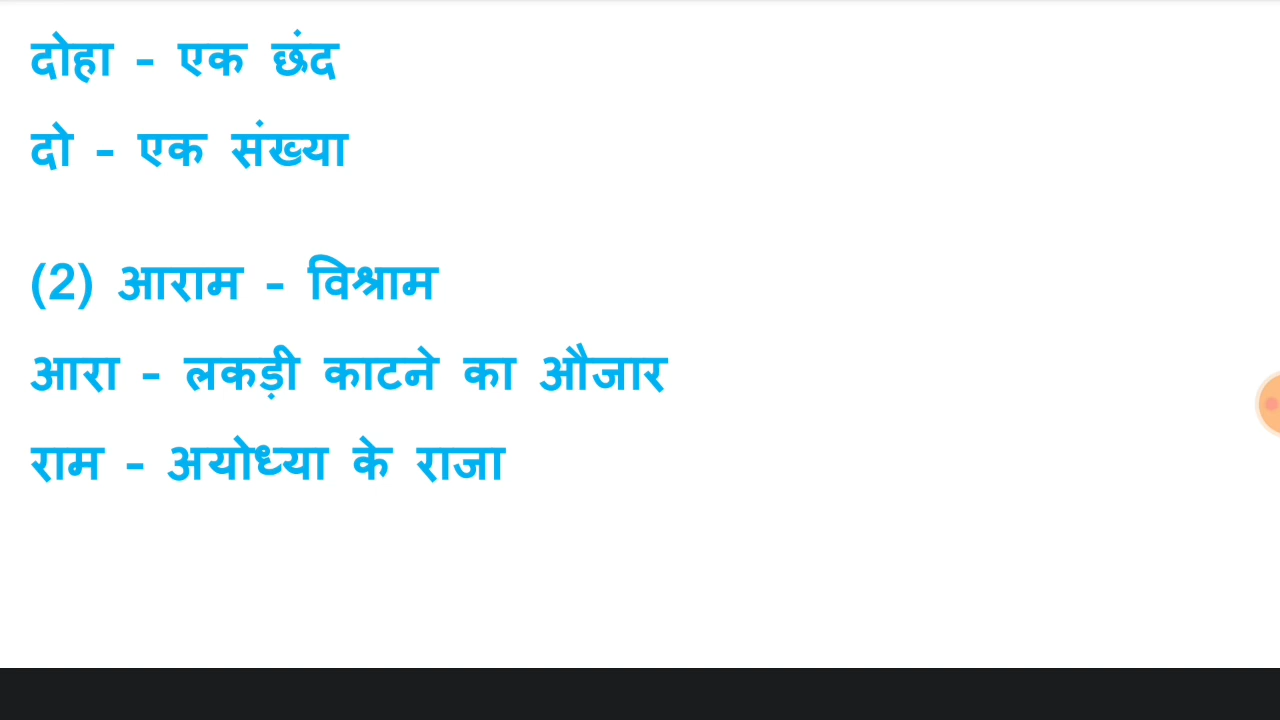 दोहा - एक छंद
दो - एक संख्या
(2) आराम - विश्राम
आरा - लकड़ी काटने का औजार
राम - अयोध्या के राजा